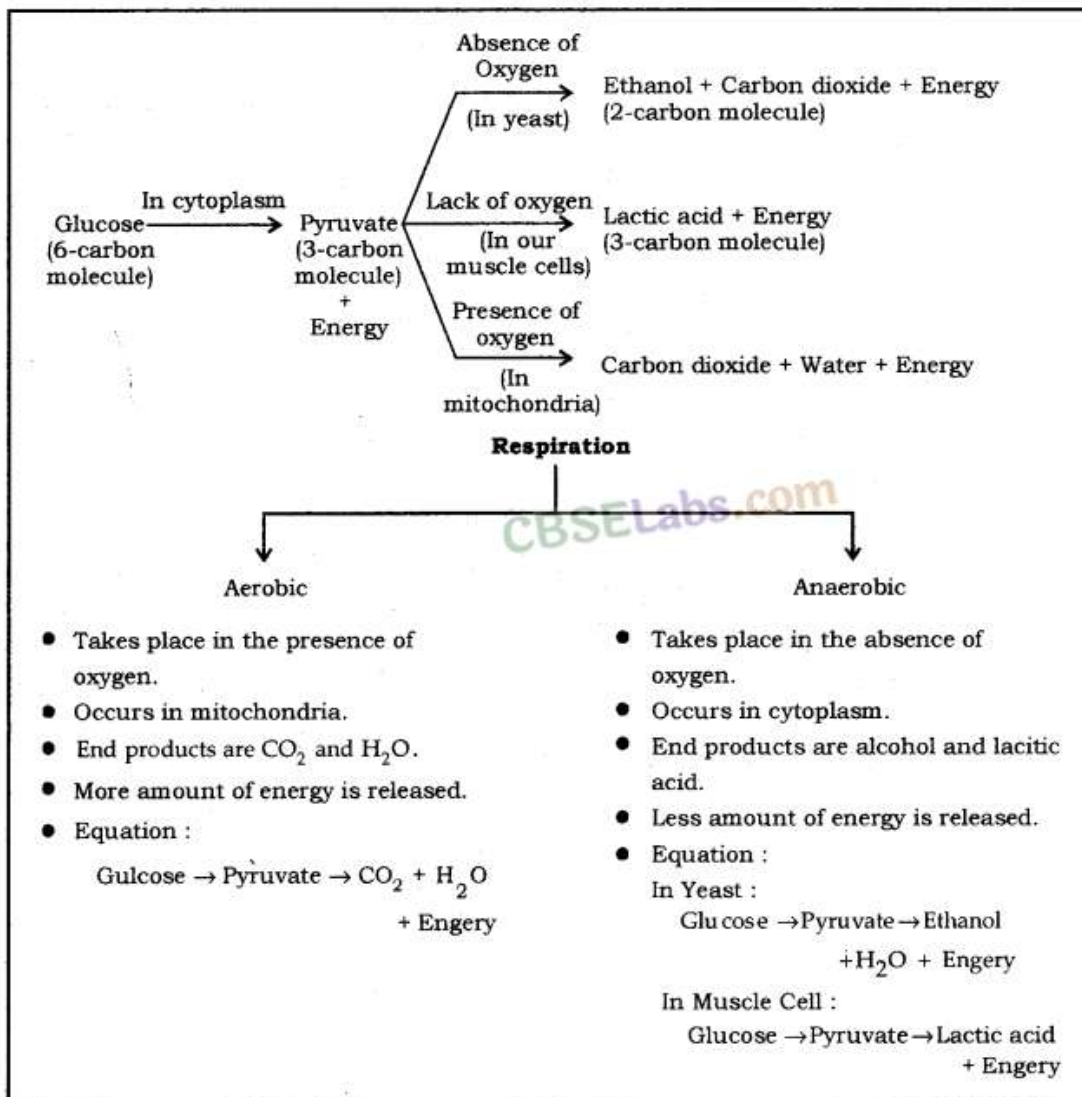 Absence of
Oxygen
Ethanol + Carbon dioxide + Energy
(In yeast)
(2-carbon molecule)
In cytoplasm
Lack of oxygen
Glucose
Pyruvate
Lactic acid + Energy
(6-carbon
molecule)
(3-carbon
molecule)
+
Energy
(In our
muscle cells)
(3-carbon molecule)
Presence of
oxygen
Carbon dioxide + Water + Energy
(In
mitochondria)
Respiration
CBSELabs.com
Aerobic
● Takes place in the presence of
oxygen.
● Occurs in mitochondria.
● End products are CO₂ and H₂O.
● More amount of energy is released.
● Equation :
Gulcose → Pyruvate → CO₂ + H₂O
+ Engery
Anaerobic
● Takes place in the absence of
oxygen.
● Occurs in cytoplasm.
● End products are alcohol and lacitic
acid.
● Less amount of energy is released.
● Equation :
In Yeast :
Glucose →Pyruvate→Ethanol
+H₂O + Engery
In Muscle Cell :
Glucose →Pyruvate→Lactic acid
+ Engery